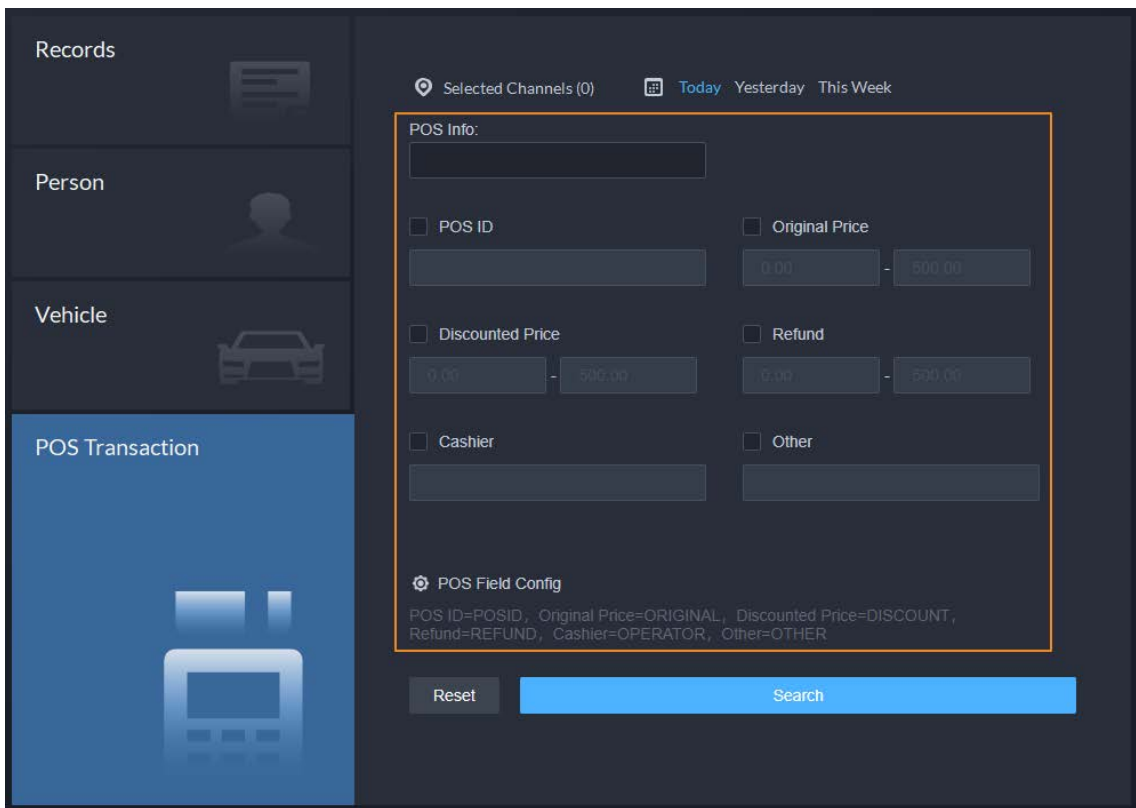 Records
Person
Vehicle
POS Transaction
Selected Channels (0) Today Yesterday This Week
POS Info:
POS ID Original Price
0.00 - 500.00
Discounted Price Refund
0.00 - 500.00 0.00 - 500.00
Cashier Other
POS Field Config
POS ID=POSID, Original Price=ORIGINAL, Discounted Price=DISCOUNT,
Refund=REFUND, Cashier=OPERATOR, Other=OTHER
Reset Search